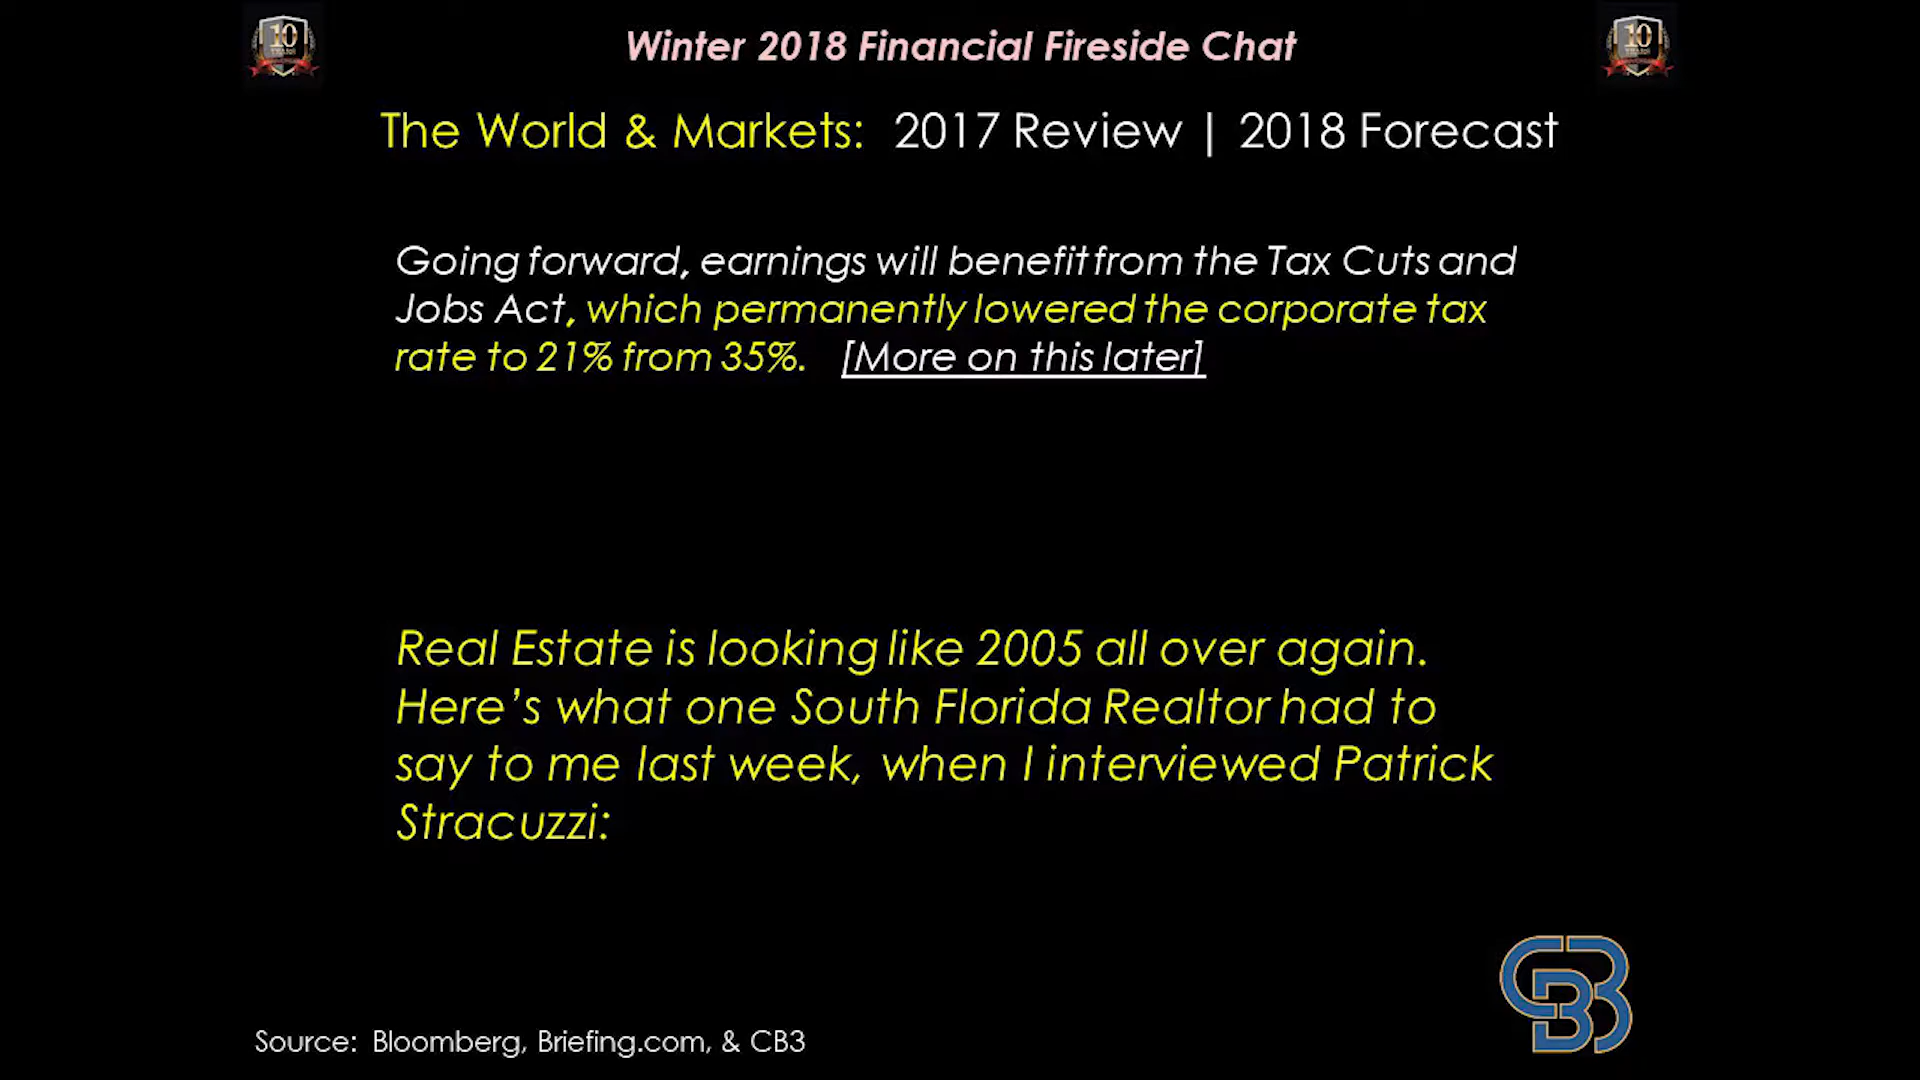 10
10
Winter 2018 Financial Fireside Chat
The World & Markets: 2017 Review | 2018 Forecast
Going forward, earnings will benefit from the Tax Cuts and
Jobs Act, which permanently lowered the corporate tax
rate to 21% from 35%. [More on this later]
Real Estate is looking like 2005 all over again.
Here’s what one South Florida Realtor had to
say to me last week, when I interviewed Patrick
Stracuzzi:
CB3
Source: Bloomberg, Briefing.com, & CB3